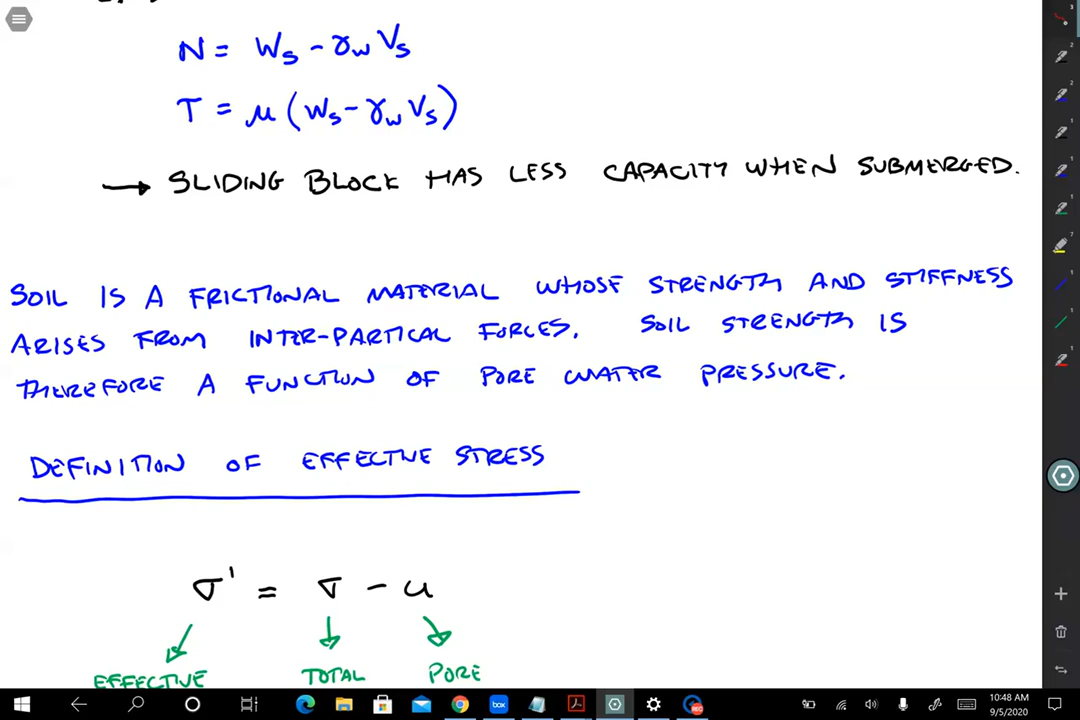 N = Ws - γw Vs
T = μ (Ws - γw Vs)
→ SLIDING BLOCK HAS LESS CAPACITY WHEN SUBMERGED.
SOIL IS A FRICTIONAL MATERIAL WHOSE STRENGTH AND STIFFNESS
ARISES FROM INTER-PARTICAL FORCES. SOIL STRENGTH IS
THEREFORE A FUNCTION OF PORE WATER PRESSURE.
DEFINITION OF EFFECTIVE STRESS
σ' = σ - u
EFFECTIVE TOTAL PORE
box
REC
10:48 AM
9/5/2020